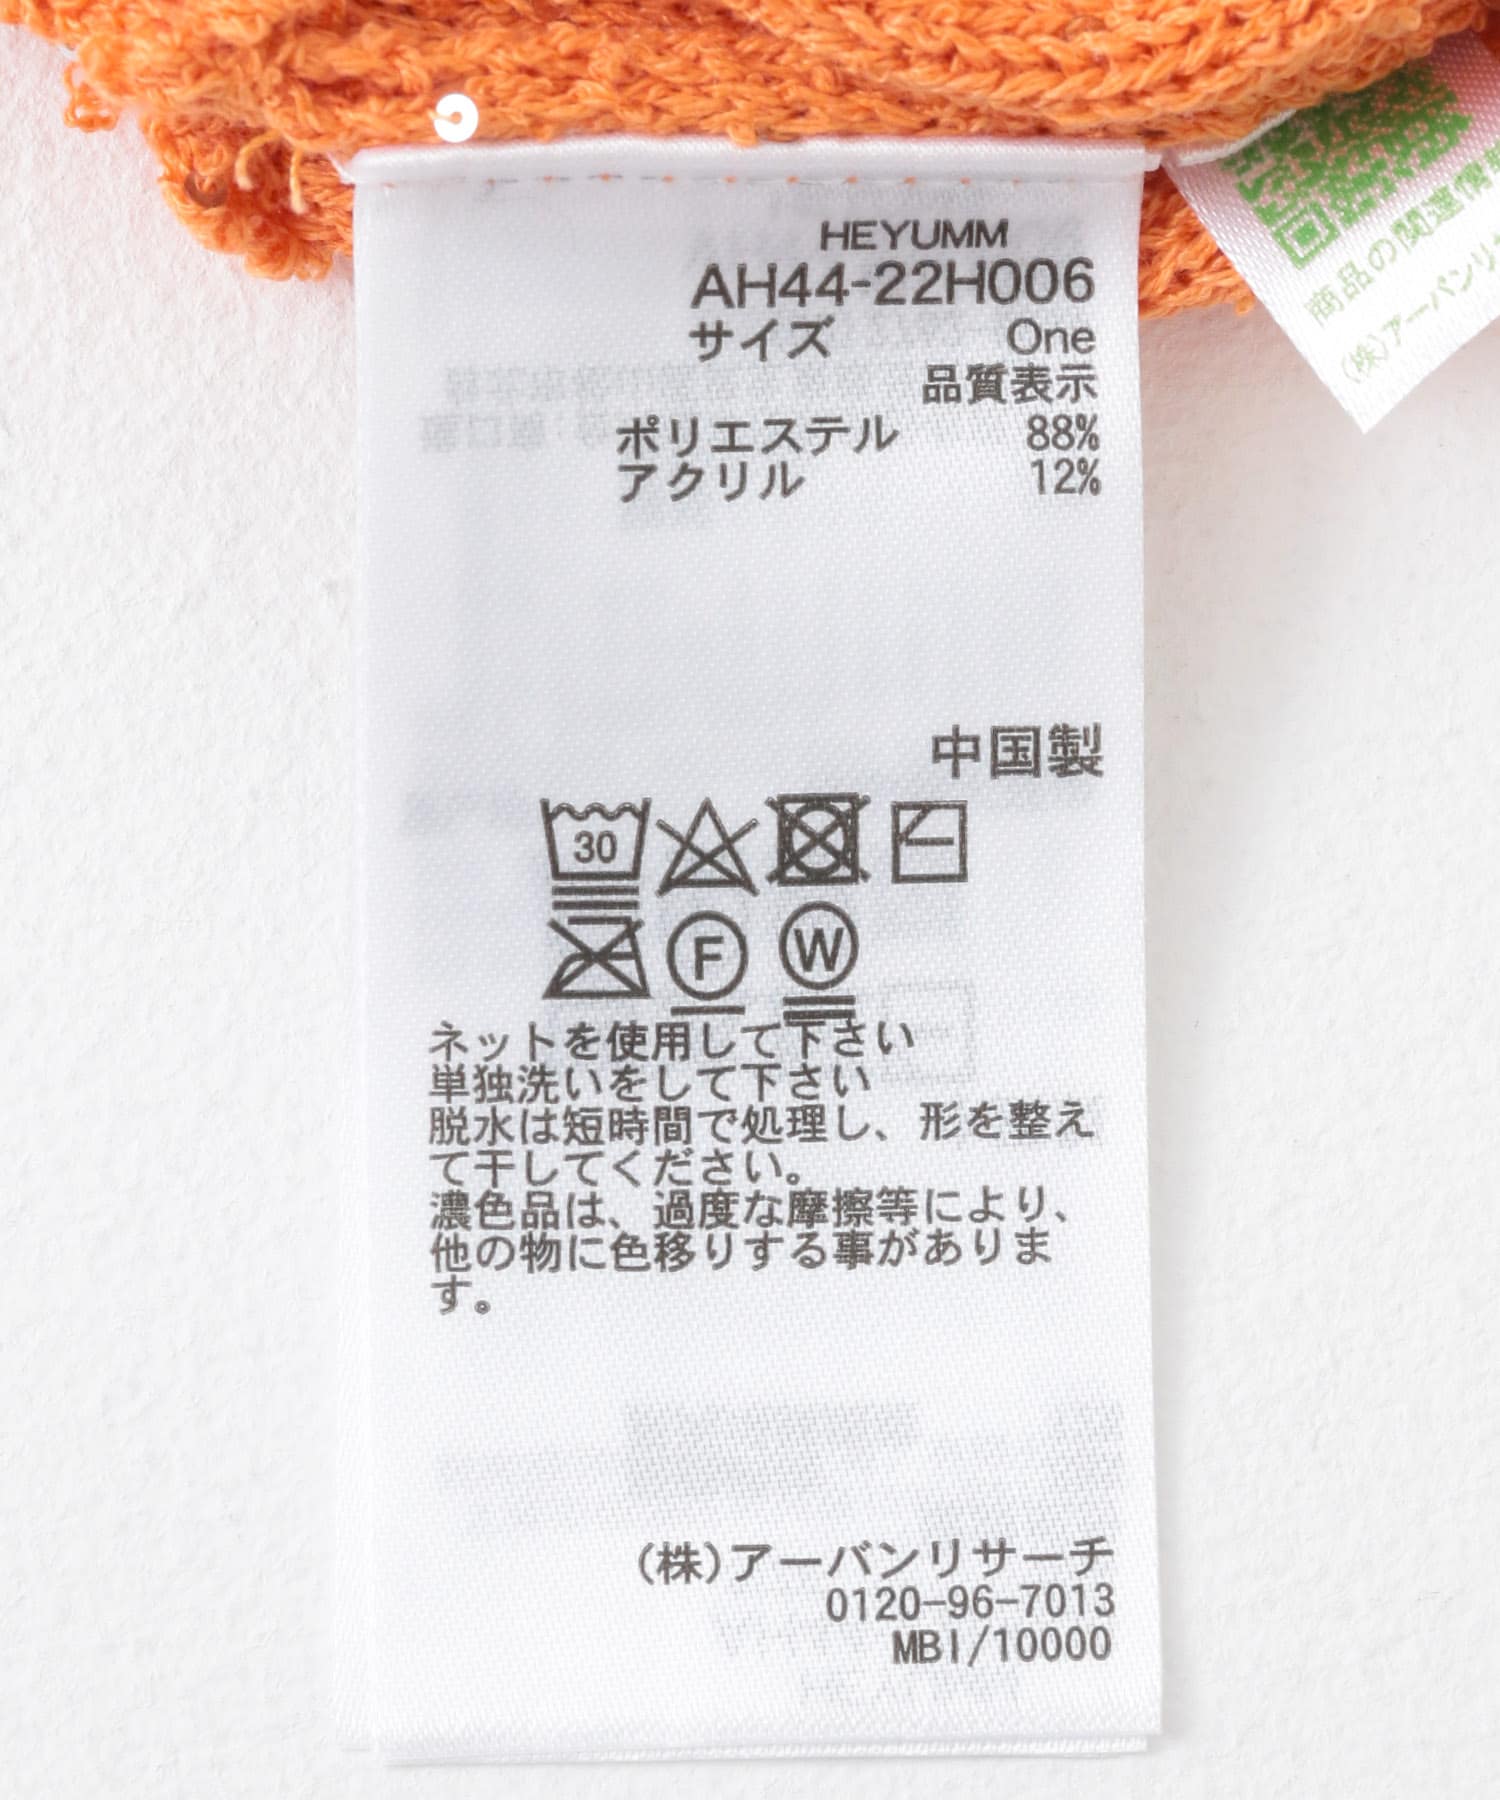 HEYUMM
AH44-22H006
サイズ One
品質表示
ポリエステル 88%
アクリル 12%
中国製
30
F
W
ネットを使用して下さい
単独洗いをして下さい
脱水は短時間で処理し、形を整え
て干してください。
濃色品は、過度な摩擦等により、
他の物に色移りする事がありま
す。
(株)アーバンリサーチ
0120-96-7013
MBI/10000
商品の関連情
(株)アーバンリ